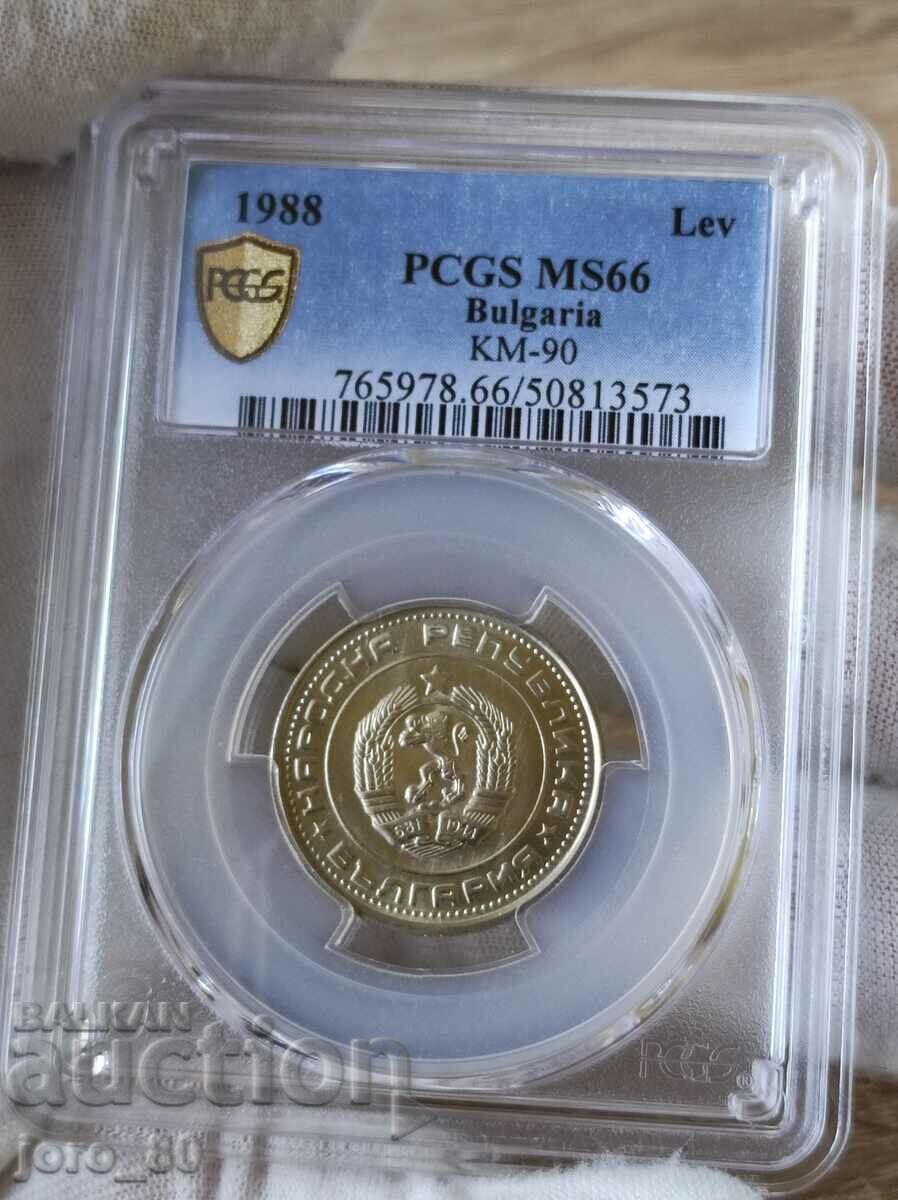 1988 Lev
PCGS
PCGS MS66
Bulgaria
KM-90
765978.66/50813573
НАРОДНА РЕПУБЛИКА
БЪЛГАРИЯ
681 1944
PCGS
BALKAN
auction
joro_80